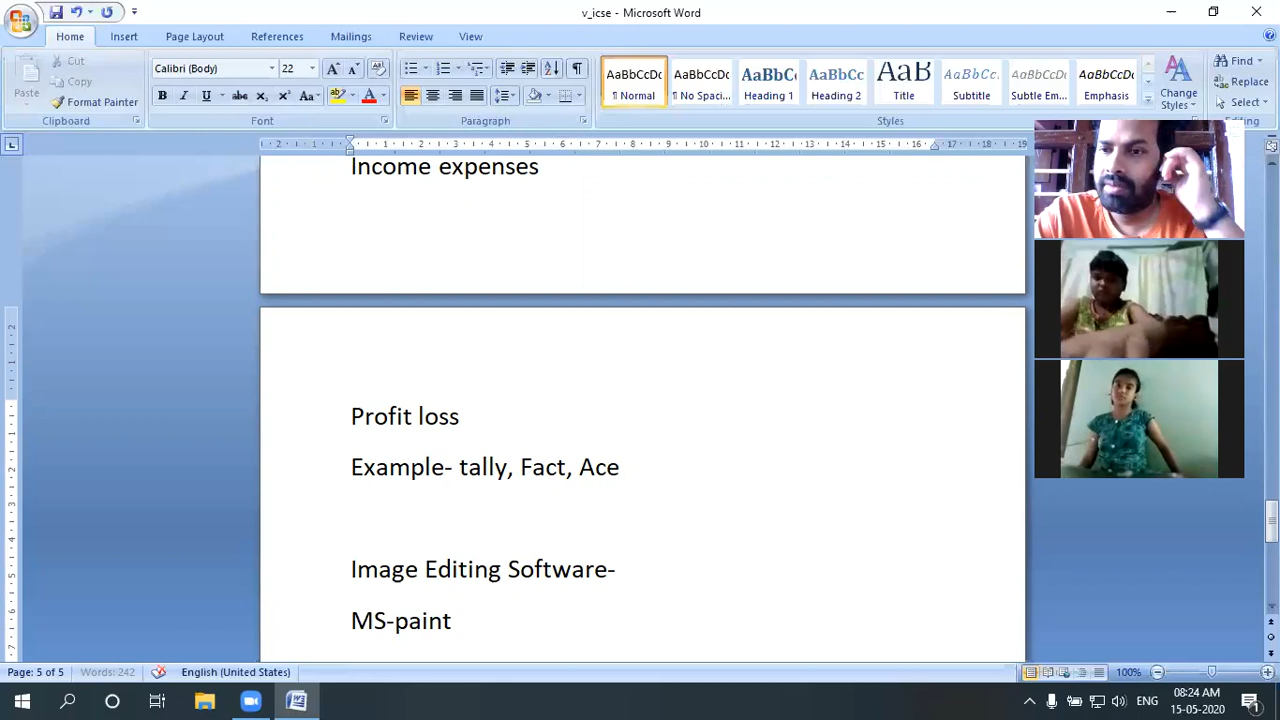 v_icse - Microsoft Word
Home Insert Page Layout References Mailings Review View
Paste
Cut
Copy
Format Painter
Clipboard
Calibri (Body) 22
Font
Paragraph
AaBbCcDc AaBbCcDc AaBbC AaBbCc AaB AaBbCc. AaBbCcDc AaBbCcDc
¶ Normal ¶ No Spaci... Heading 1 Heading 2 Title Subtitle Subtle Em... Emphasis
Change Styles
Styles
Find
Replace
Select
Editing
Income expenses
Profit loss
Example- tally, Fact, Ace
Image Editing Software-
MS-paint
Page: 5 of 5 Words: 242 English (United States) 100%
ENG
08:24 AM
15-05-2020